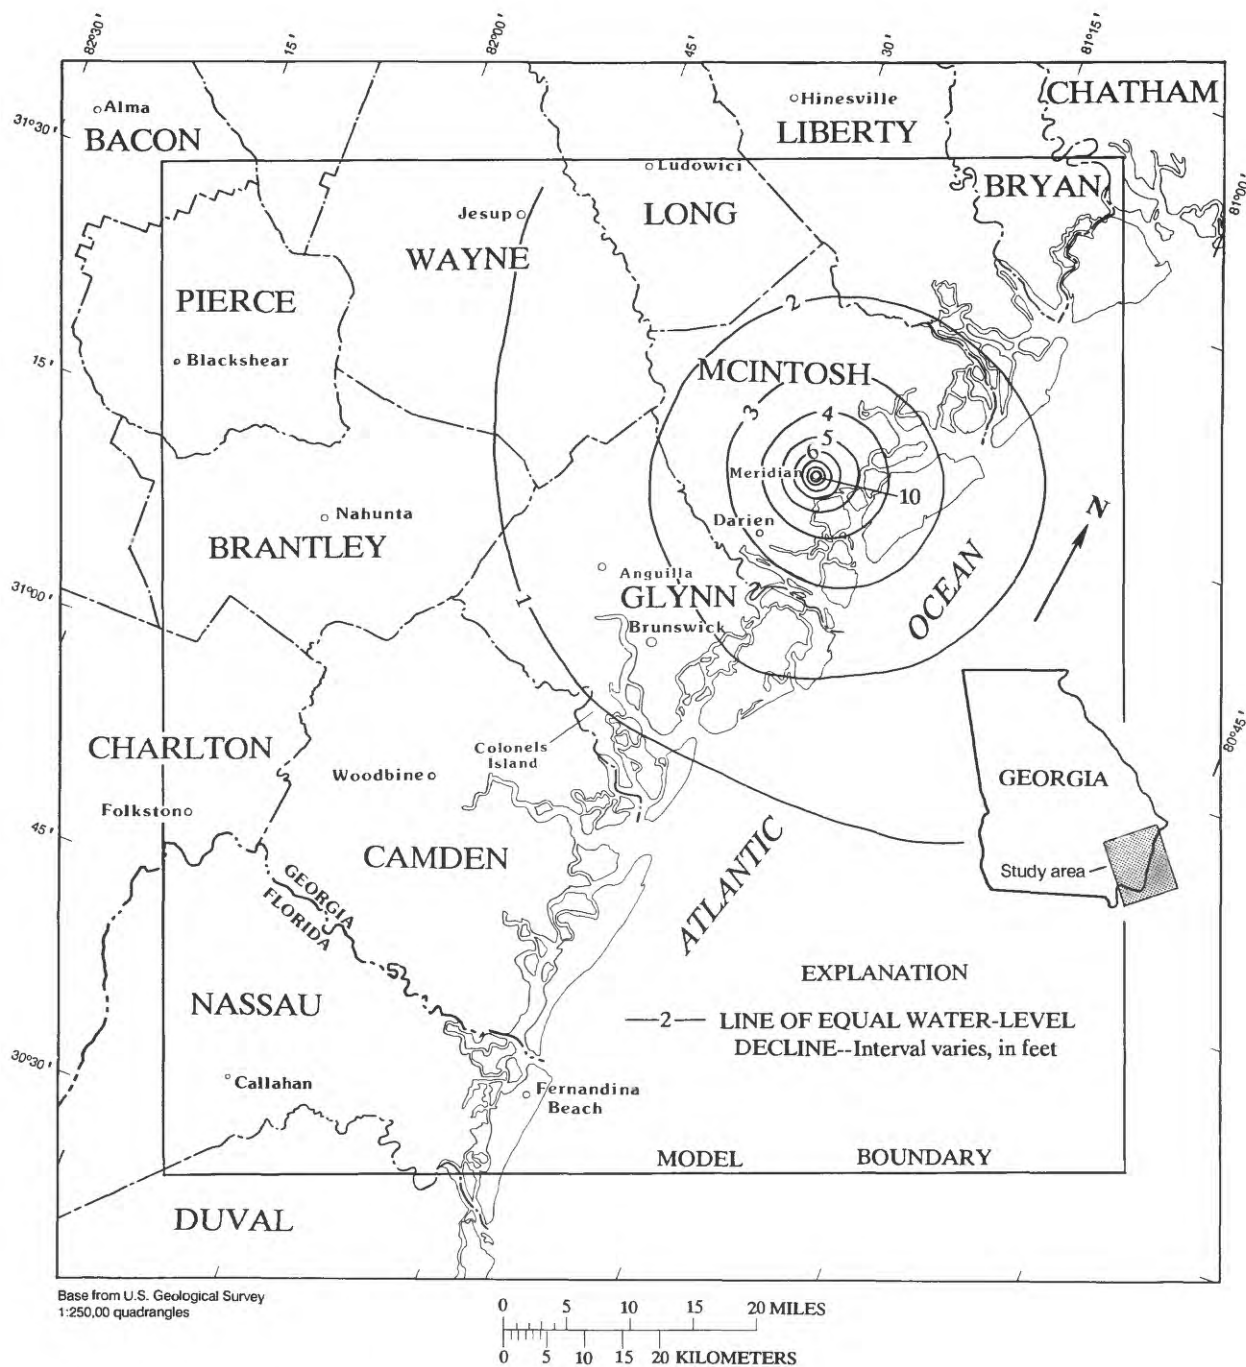 82°30'
15'
82°00'
45'
30'
81°15'
CHATHAM
Alma
Hinesville
31°30'
BACON
LIBERTY
Ludowici
BRYAN
81°00'
Jesup
LONG
WAYNE
PIERCE
2
15'
Blackshear
MCINTOSH
3
4
5
6
Meridian
10
Nahunta
Darien
N
BRANTLEY
31°00'
Anguilla
1
GLYNN
2
OCEAN
Brunswick
80°45'
CHARLTON
Colonels
Island
Woodbine
GEORGIA
Folkston
45'
CAMDEN
ATLANTIC
Study area
GEORGIA
FLORIDA
EXPLANATION
NASSAU
2 LINE OF EQUAL WATER-LEVEL
DECLINE--Interval varies, in feet
30°30'
Callahan
Fernandina
Beach
MODEL BOUNDARY
DUVAL
Base from U.S. Geological Survey
1:250,00 quadrangles
0 5 10 15 20 MILES
0 5 10 15 20 KILOMETERS